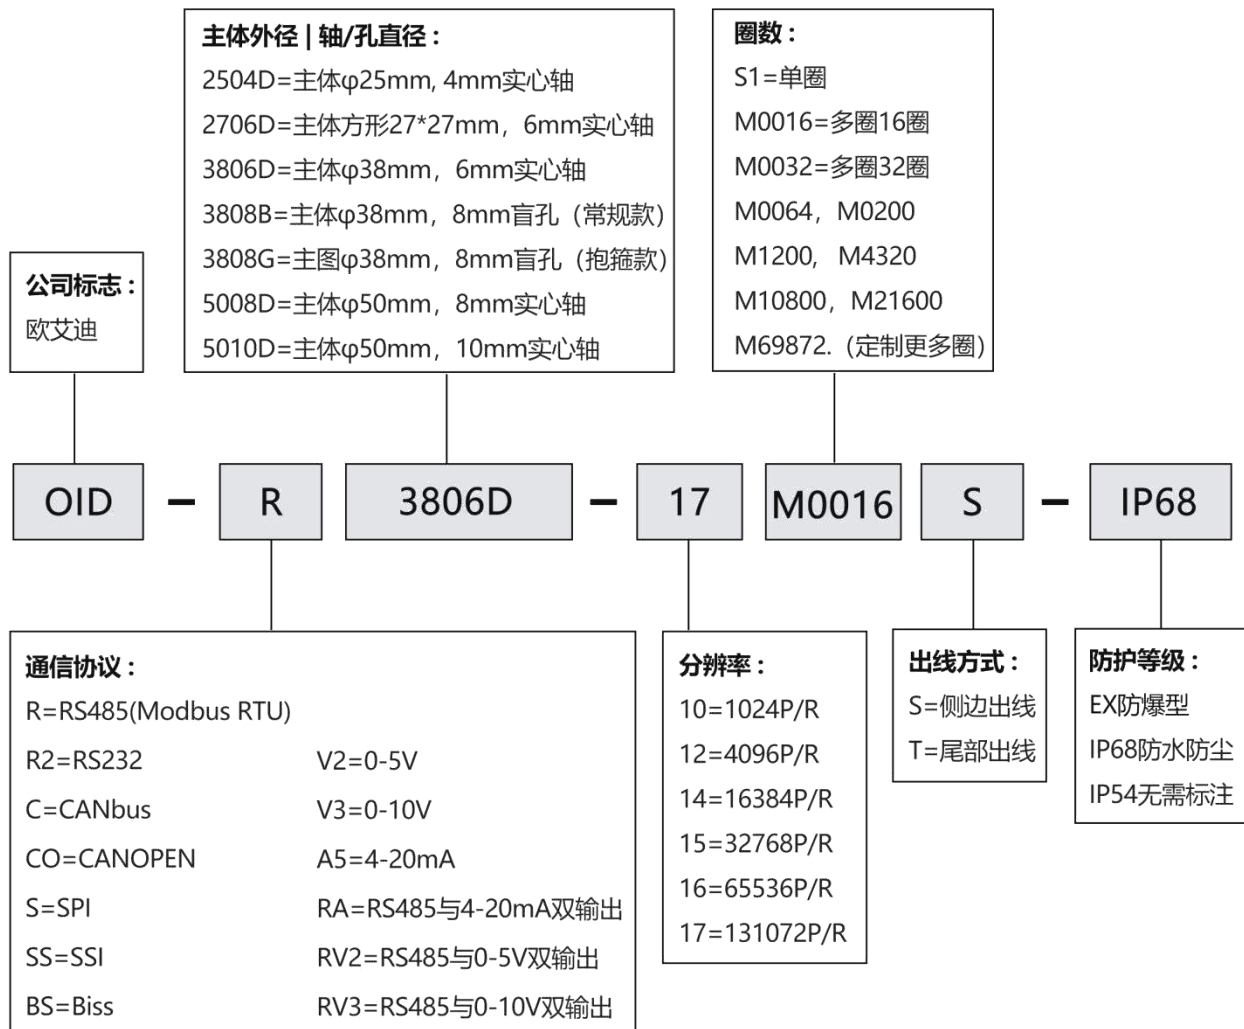 主体外径 | 轴/孔直径：
2504D=主体φ25mm, 4mm实心轴
2706D=主体方形27*27mm，6mm实心轴
3806D=主体φ38mm，6mm实心轴
3808B=主体φ38mm，8mm盲孔（常规款）
3808G=主图φ38mm，8mm盲孔（抱箍款）
5008D=主体φ50mm，8mm实心轴
5010D=主体φ50mm，10mm实心轴
圈数：
S1=单圈
M0016=多圈16圈
M0032=多圈32圈
M0064，M0200
M1200，M4320
M10800，M21600
M69872.（定制更多圈）
公司标志：
欧艾迪
OID – R 3806D – 17 M0016 S – IP68
通信协议：
R=RS485(Modbus RTU)
R2=RS232
C=CANbus
CO=CANOPEN
S=SPI
SS=SSI
BS=Biss
V2=0-5V
V3=0-10V
A5=4-20mA
RA=RS485与4-20mA双输出
RV2=RS485与0-5V双输出
RV3=RS485与0-10V双输出
分辨率：
10=1024P/R
12=4096P/R
14=16384P/R
15=32768P/R
16=65536P/R
17=131072P/R
出线方式：
S=侧边出线
T=尾部出线
防护等级：
EX防爆型
IP68防水防尘
IP54无需标注